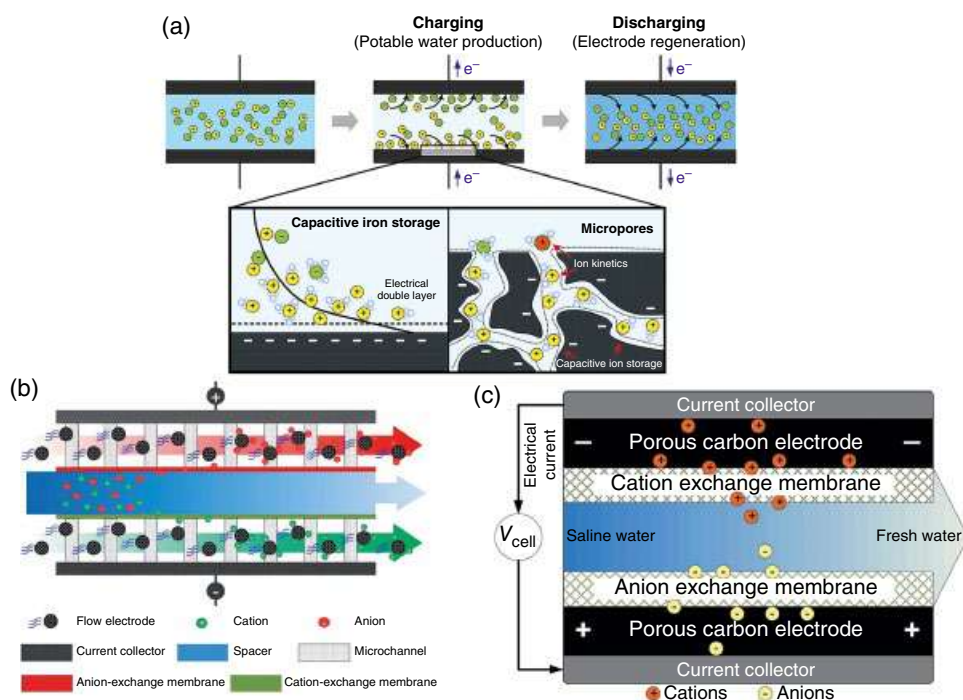 (a)
Charging
(Potable water production)
Discharging
(Electrode regeneration)
e⁻
e⁻
e⁻
e⁻
Capacitive iron storage
Electrical
double layer
Micropores
Ion kinetics
Capacitive ion storage
(b)
+
−
Flow electrode
Cation
Anion
Current collector
Spacer
Microchannel
Anion-exchange membrane
Cation-exchange membrane
(c)
Current collector
− Porous carbon electrode −
Cation exchange membrane
Electrical
current
V cell
Saline water
Fresh water
Anion exchange membrane
+ Porous carbon electrode +
Current collector
Cations
Anions